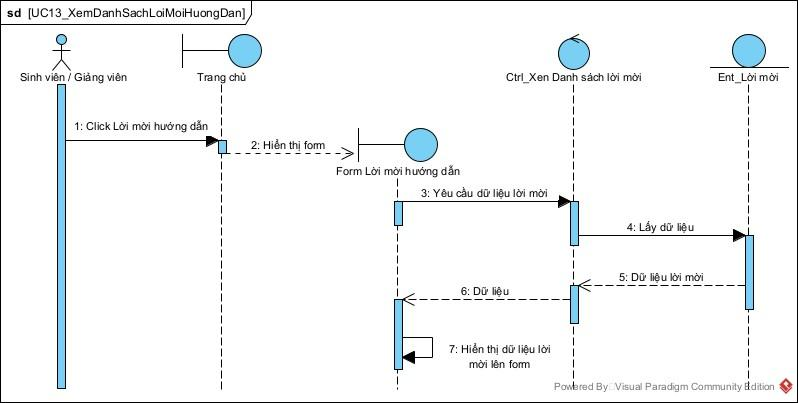 sd [UC13_XemDanhSachLoiMoiHuongDan]
Sinh viên / Giảng viên
Trang chủ
Ctrl_Xen Danh sách lời mời
Ent_Lời mời
1: Click Lời mời hướng dẫn
2: Hiển thị form
Form Lời mời hướng dẫn
3: Yêu cầu dữ liệu lời mời
4: Lấy dữ liệu
5: Dữ liệu lời mời
6: Dữ liệu
7: Hiển thị dữ liệu lời
mời lên form
Powered By Visual Paradigm Community Edition